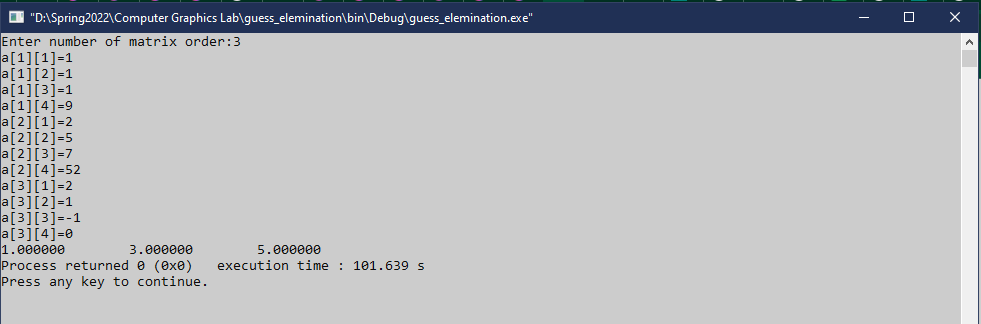 "D:\Spring2022\Computer Graphics Lab\guess_elemination\bin\Debug\guess_elemination.exe"
Enter number of matrix order:3
a[1][1]=1
a[1][2]=1
a[1][3]=1
a[1][4]=9
a[2][1]=2
a[2][2]=5
a[2][3]=7
a[2][4]=52
a[3][1]=2
a[3][2]=1
a[3][3]=-1
a[3][4]=0
1.000000        3.000000        5.000000
Process returned 0 (0x0)   execution time : 101.639 s
Press any key to continue.